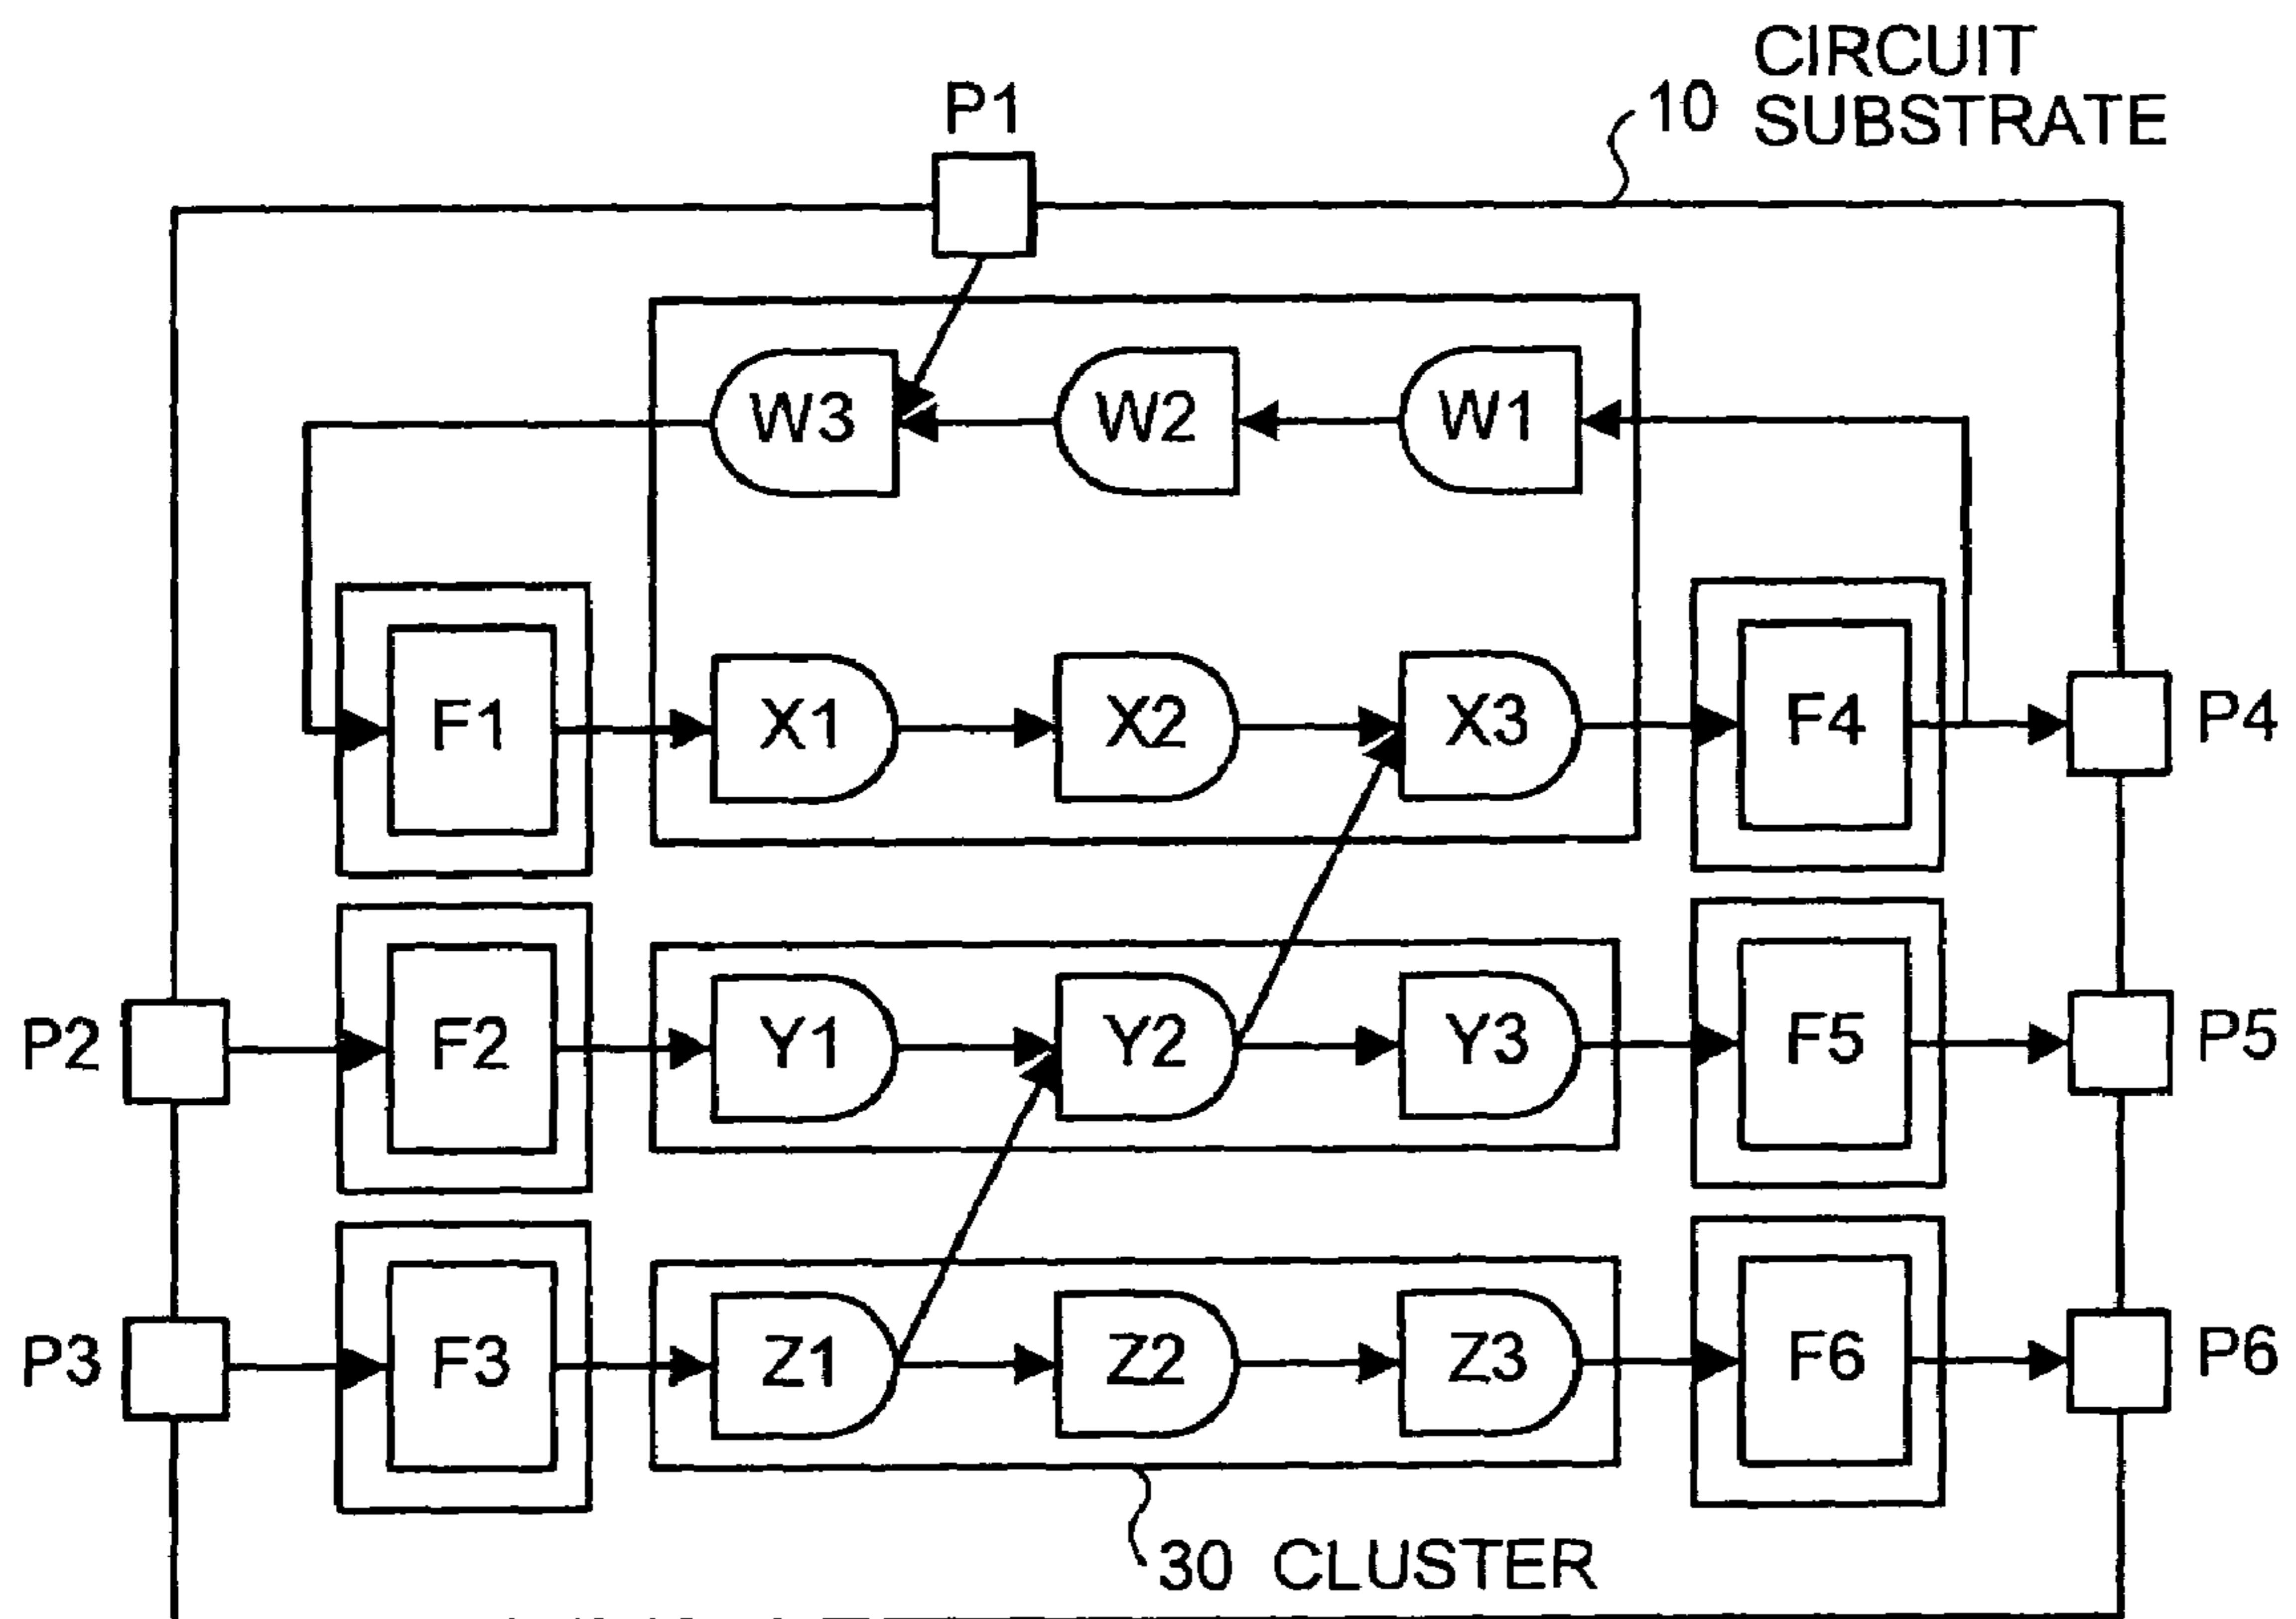 CIRCUIT
10 SUBSTRATE
P1
W3 W2 W1
F1 X1 X2 X3 F4 P4
P2 F2 Y1 Y2 Y3 F5 P5
P3 F3 Z1 Z2 Z3 F6 P6
30 CLUSTER